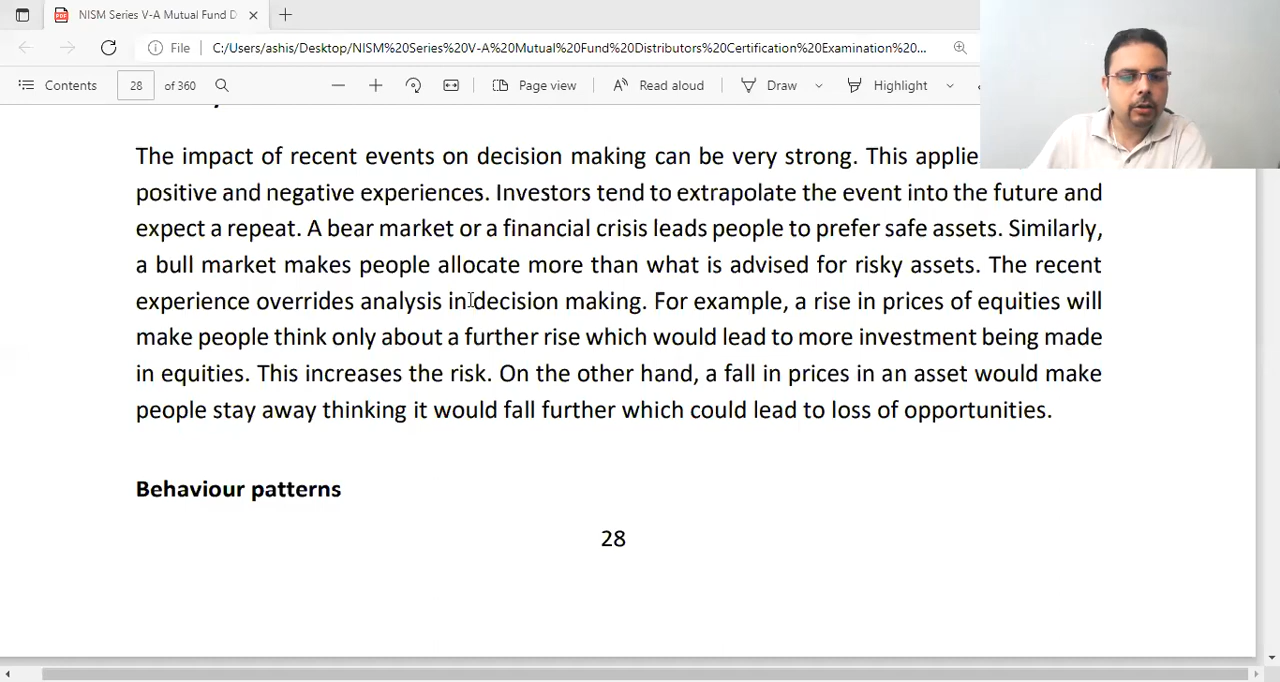 NISM Series V-A Mutual Fund D
File
C:/Users/ashis/Desktop/NISM%20Series%20V-A%20Mutual%20Fund%20Distributors%20Certification%20Examination%20...
Contents
28 of 360
Page view
Read aloud
Draw
Highlight
The impact of recent events on decision making can be very strong. This applie
positive and negative experiences. Investors tend to extrapolate the event into the future and
expect a repeat. A bear market or a financial crisis leads people to prefer safe assets. Similarly,
a bull market makes people allocate more than what is advised for risky assets. The recent
experience overrides analysis in decision making. For example, a rise in prices of equities will
make people think only about a further rise which would lead to more investment being made
in equities. This increases the risk. On the other hand, a fall in prices in an asset would make
people stay away thinking it would fall further which could lead to loss of opportunities.
Behaviour patterns
28